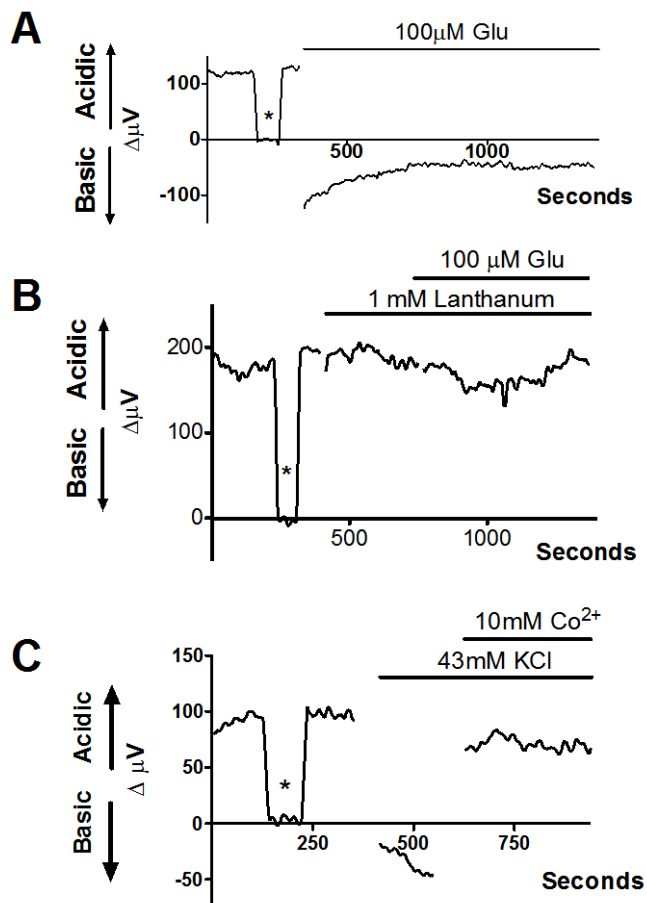 A
100μM Glu
Acidic
Basic
ΔμV
100
0
-100
*
500
1000
Seconds
B
100 μM Glu
1 mM Lanthanum
Acidic
Basic
ΔμV
200
100
0
*
500
1000
Seconds
C
10mM Co²⁺
43mM KCl
Acidic
Basic
Δ μV
150
100
50
0
-50
*
250
500
750
Seconds